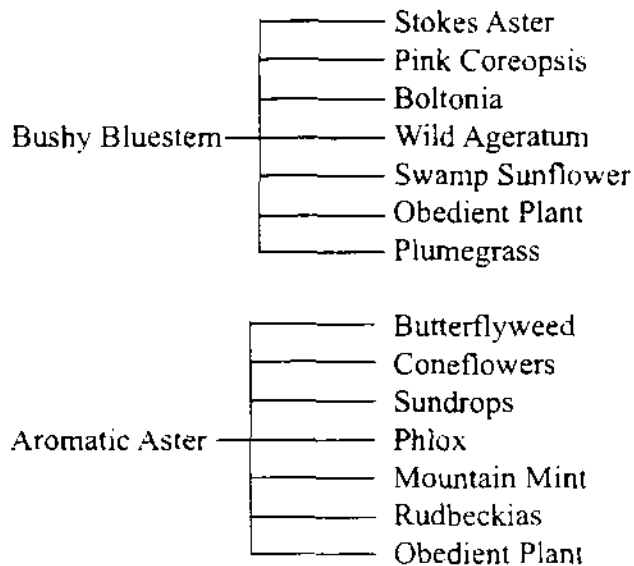 Stokes Aster
Pink Coreopsis
Boltonia
Bushy Bluestem
Wild Ageratum
Swamp Sunflower
Obedient Plant
Plumegrass
Butterflyweed
Coneflowers
Sundrops
Aromatic Aster
Phlox
Mountain Mint
Rudbeckias
Obedient Plant